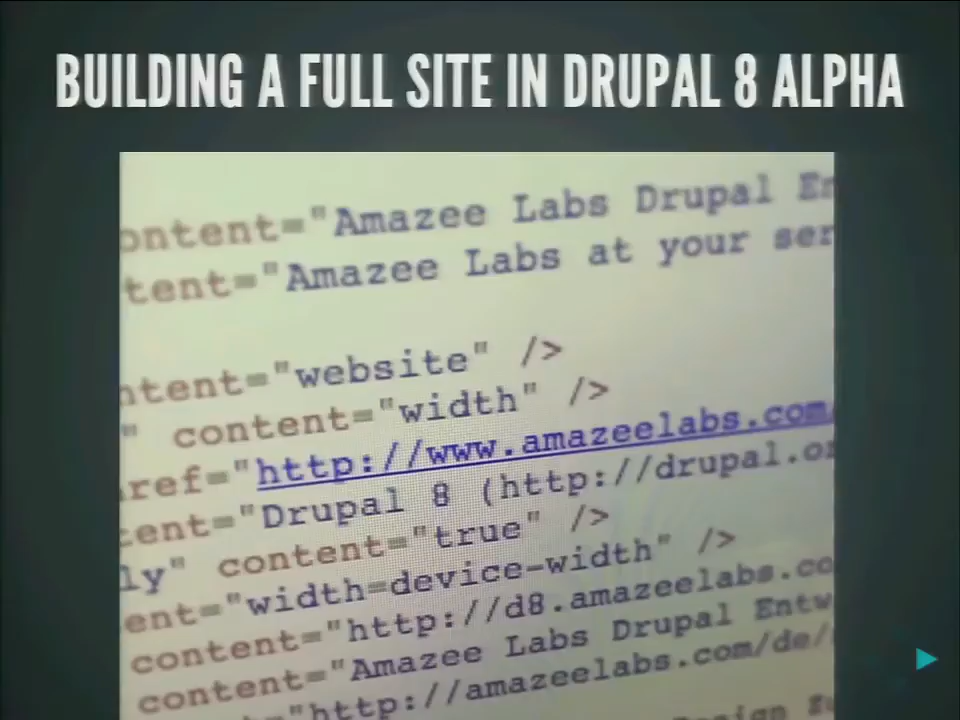 BUILDING A FULL SITE IN DRUPAL 8 ALPHA
ontent="Amazee Labs Drupal En
tent="Amazee Labs at your ser
ntent="website" />
" content="width" />
ref="http://www.amazeelabs.com
tent="Drupal 8 (http://drupal.or
ly" content="true" />
ent="width=device-width" />
content="http://d8.amazeelabs.co
content="Amazee Labs Drupal Entw
"http://amazeelabs.com/de/